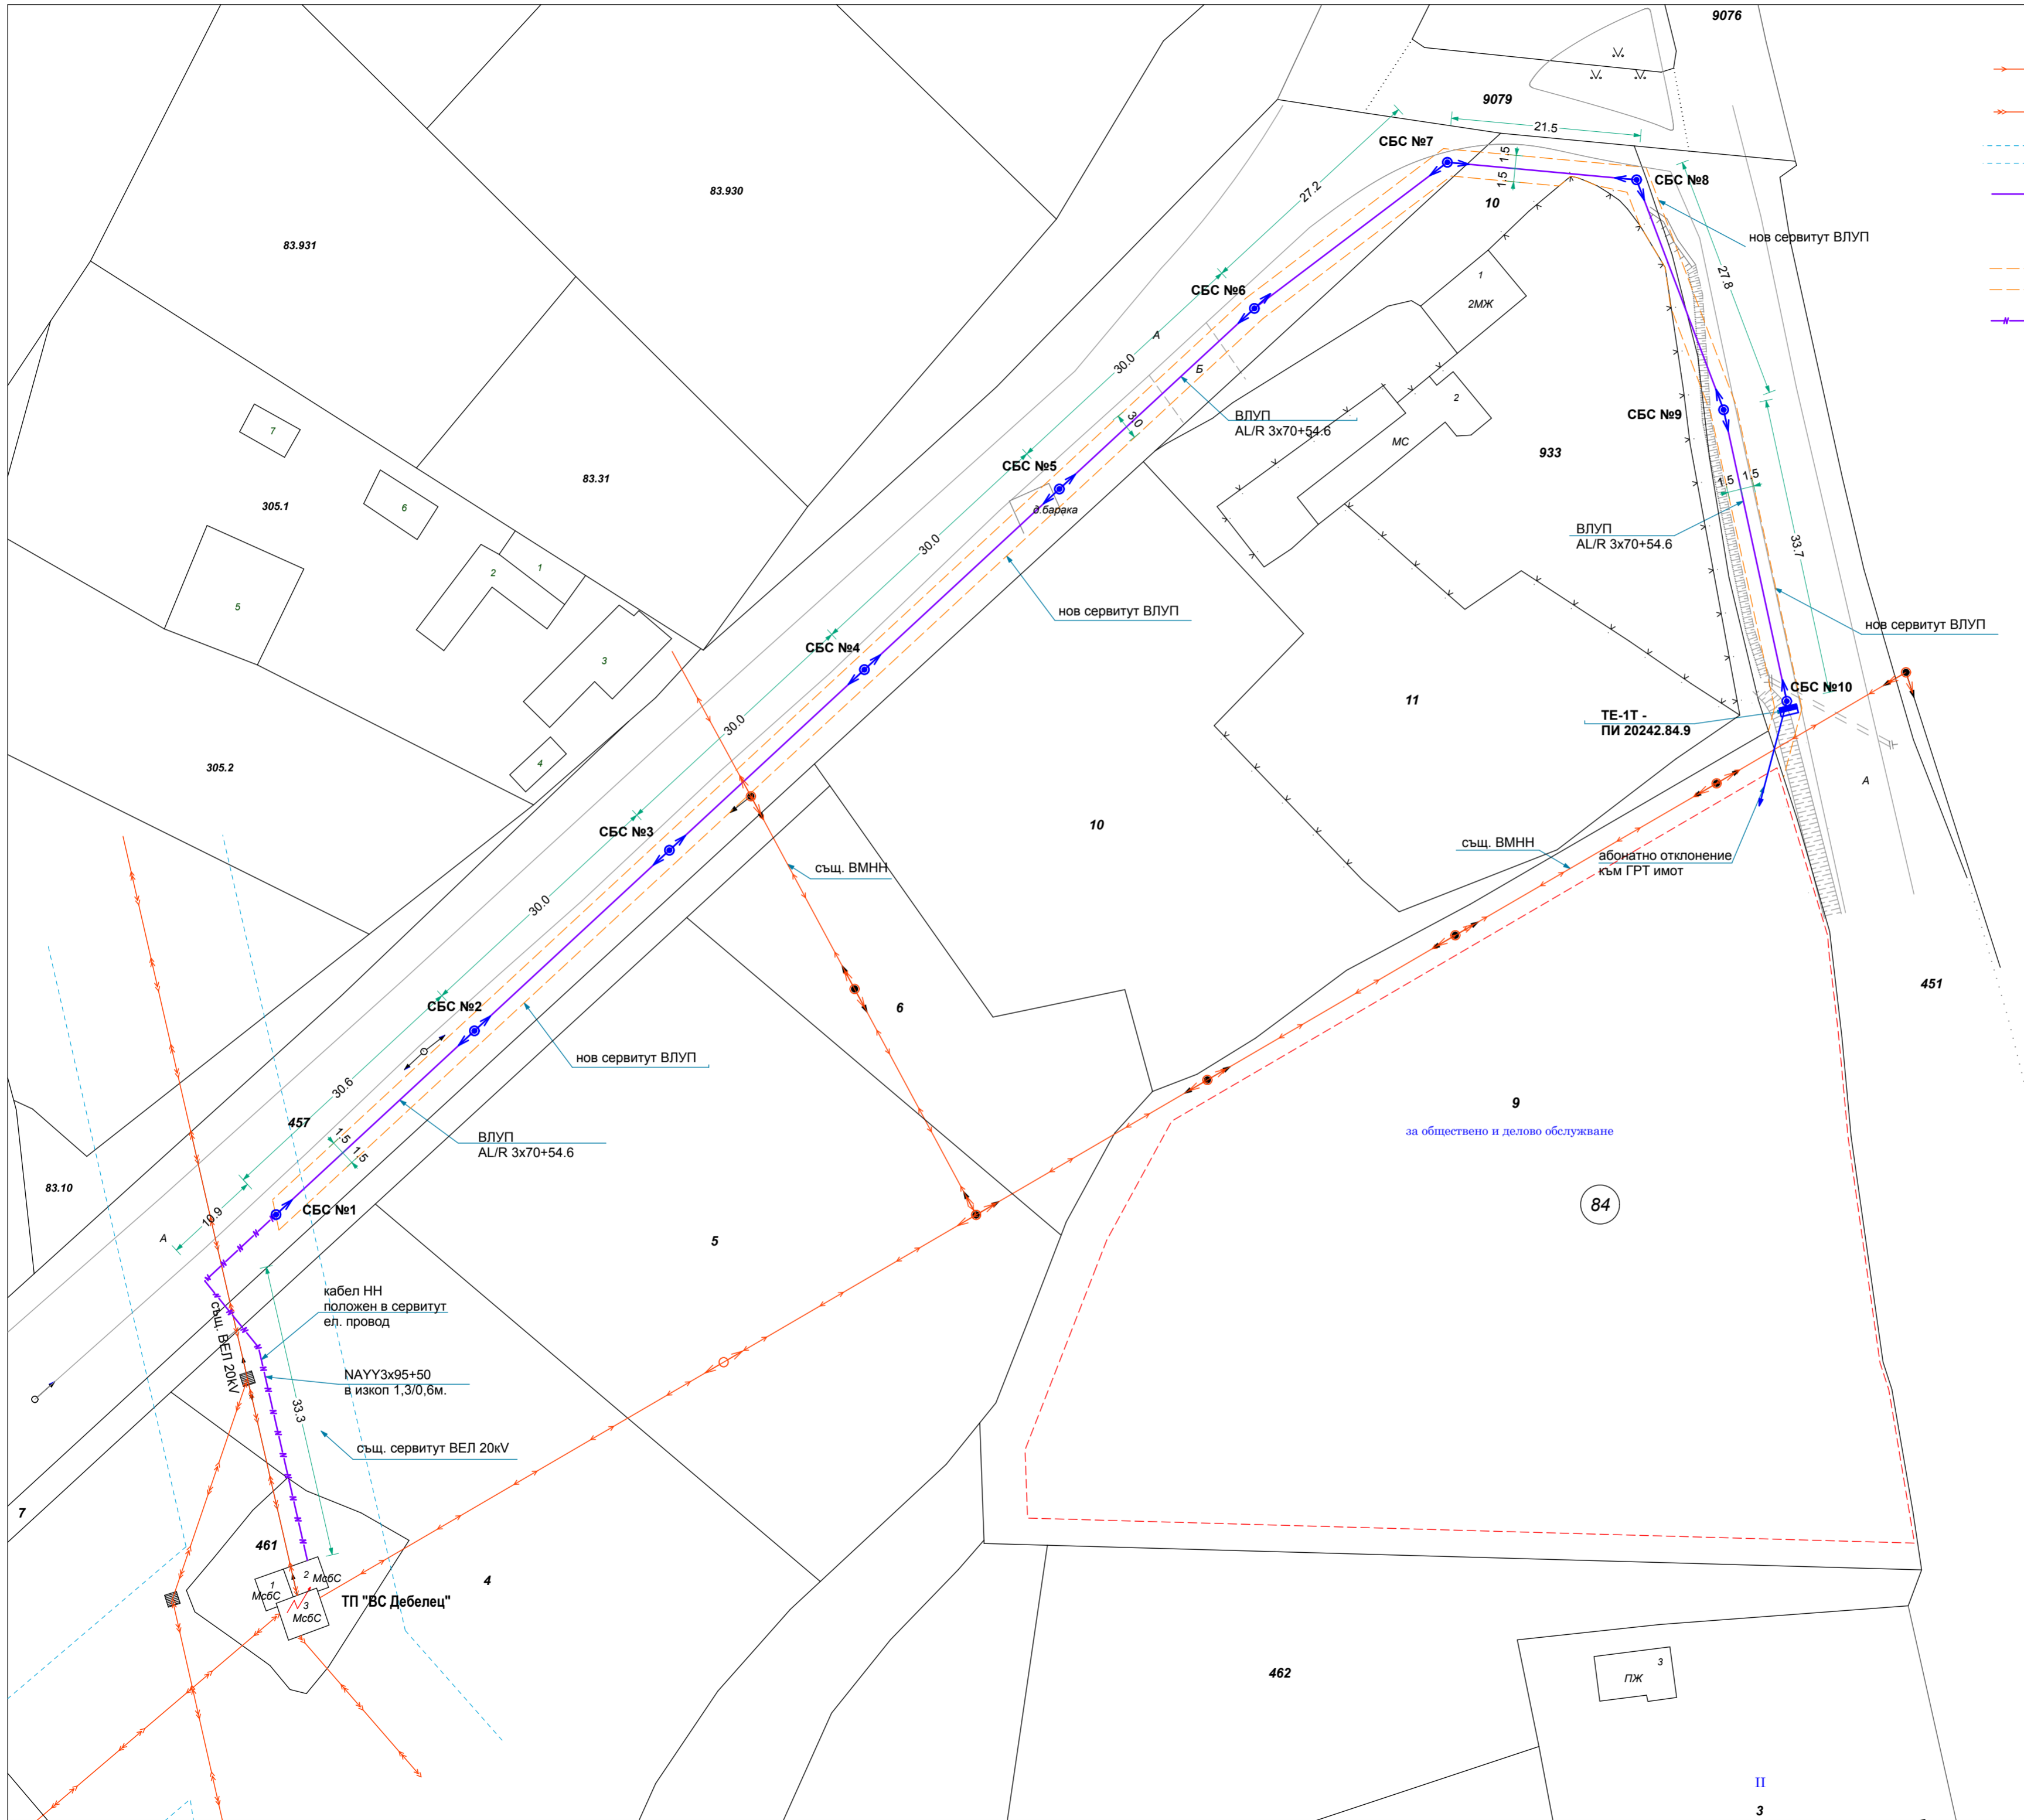 9076
9079
21.5
СБС №7
1.5
1.5
СБС №8
83.930
27.2
10
83.931
нов сервитут ВЛУП
1
27.8
СБС №6
2МЖ
А
30.0
Б
2
ВЛУП
AL/R 3x70+54.6
СБС №9
3.0
7
МС
933
СБС №5
83.31
1.5
1.5
305.1
6
д.барака
ВЛУП
AL/R 3x70+54.6
30.0
33.7
1
2
5
нов сервитут ВЛУП
нов сервитут ВЛУП
СБС №4
3
СБС №10
11
ТЕ-1Т -
ПИ 20242.84.9
30.0
4
305.2
А
10
СБС №3
същ. ВМНН
същ. ВМНН
абонатно отклонение
към ГРТ имот
30.0
451
СБС №2
6
нов сервитут ВЛУП
30.6
9
457
за обществено и делово обслужване
1.5
1.5
ВЛУП
AL/R 3x70+54.6
83.10
84
СБС №1
10.9
А
5
кабел НН
положен в сервитут
ел. провод
същ. ВЕЛ 20kV
NAYY3x95+50
в изкоп 1,3/0,6м.
33.3
същ. сервитут ВЕЛ 20кV
7
461
2
МсбС
1
МсбС
4
3
МсбС
ТП "ВС Дебелец"
462
3
ПЖ
II
3